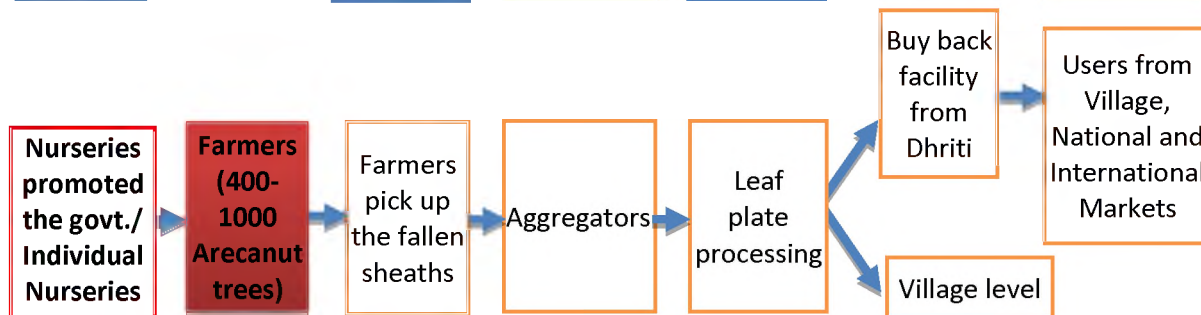 Nurseries
promoted
the govt./
Individual
Nurseries
Farmers
(400-
1000
Arecanut
trees)
Farmers
pick up
the fallen
sheaths
Aggregators
Leaf
plate
processing
Buy back
facility
from
Dhriti
Users from
Village,
National and
International
Markets
Village level